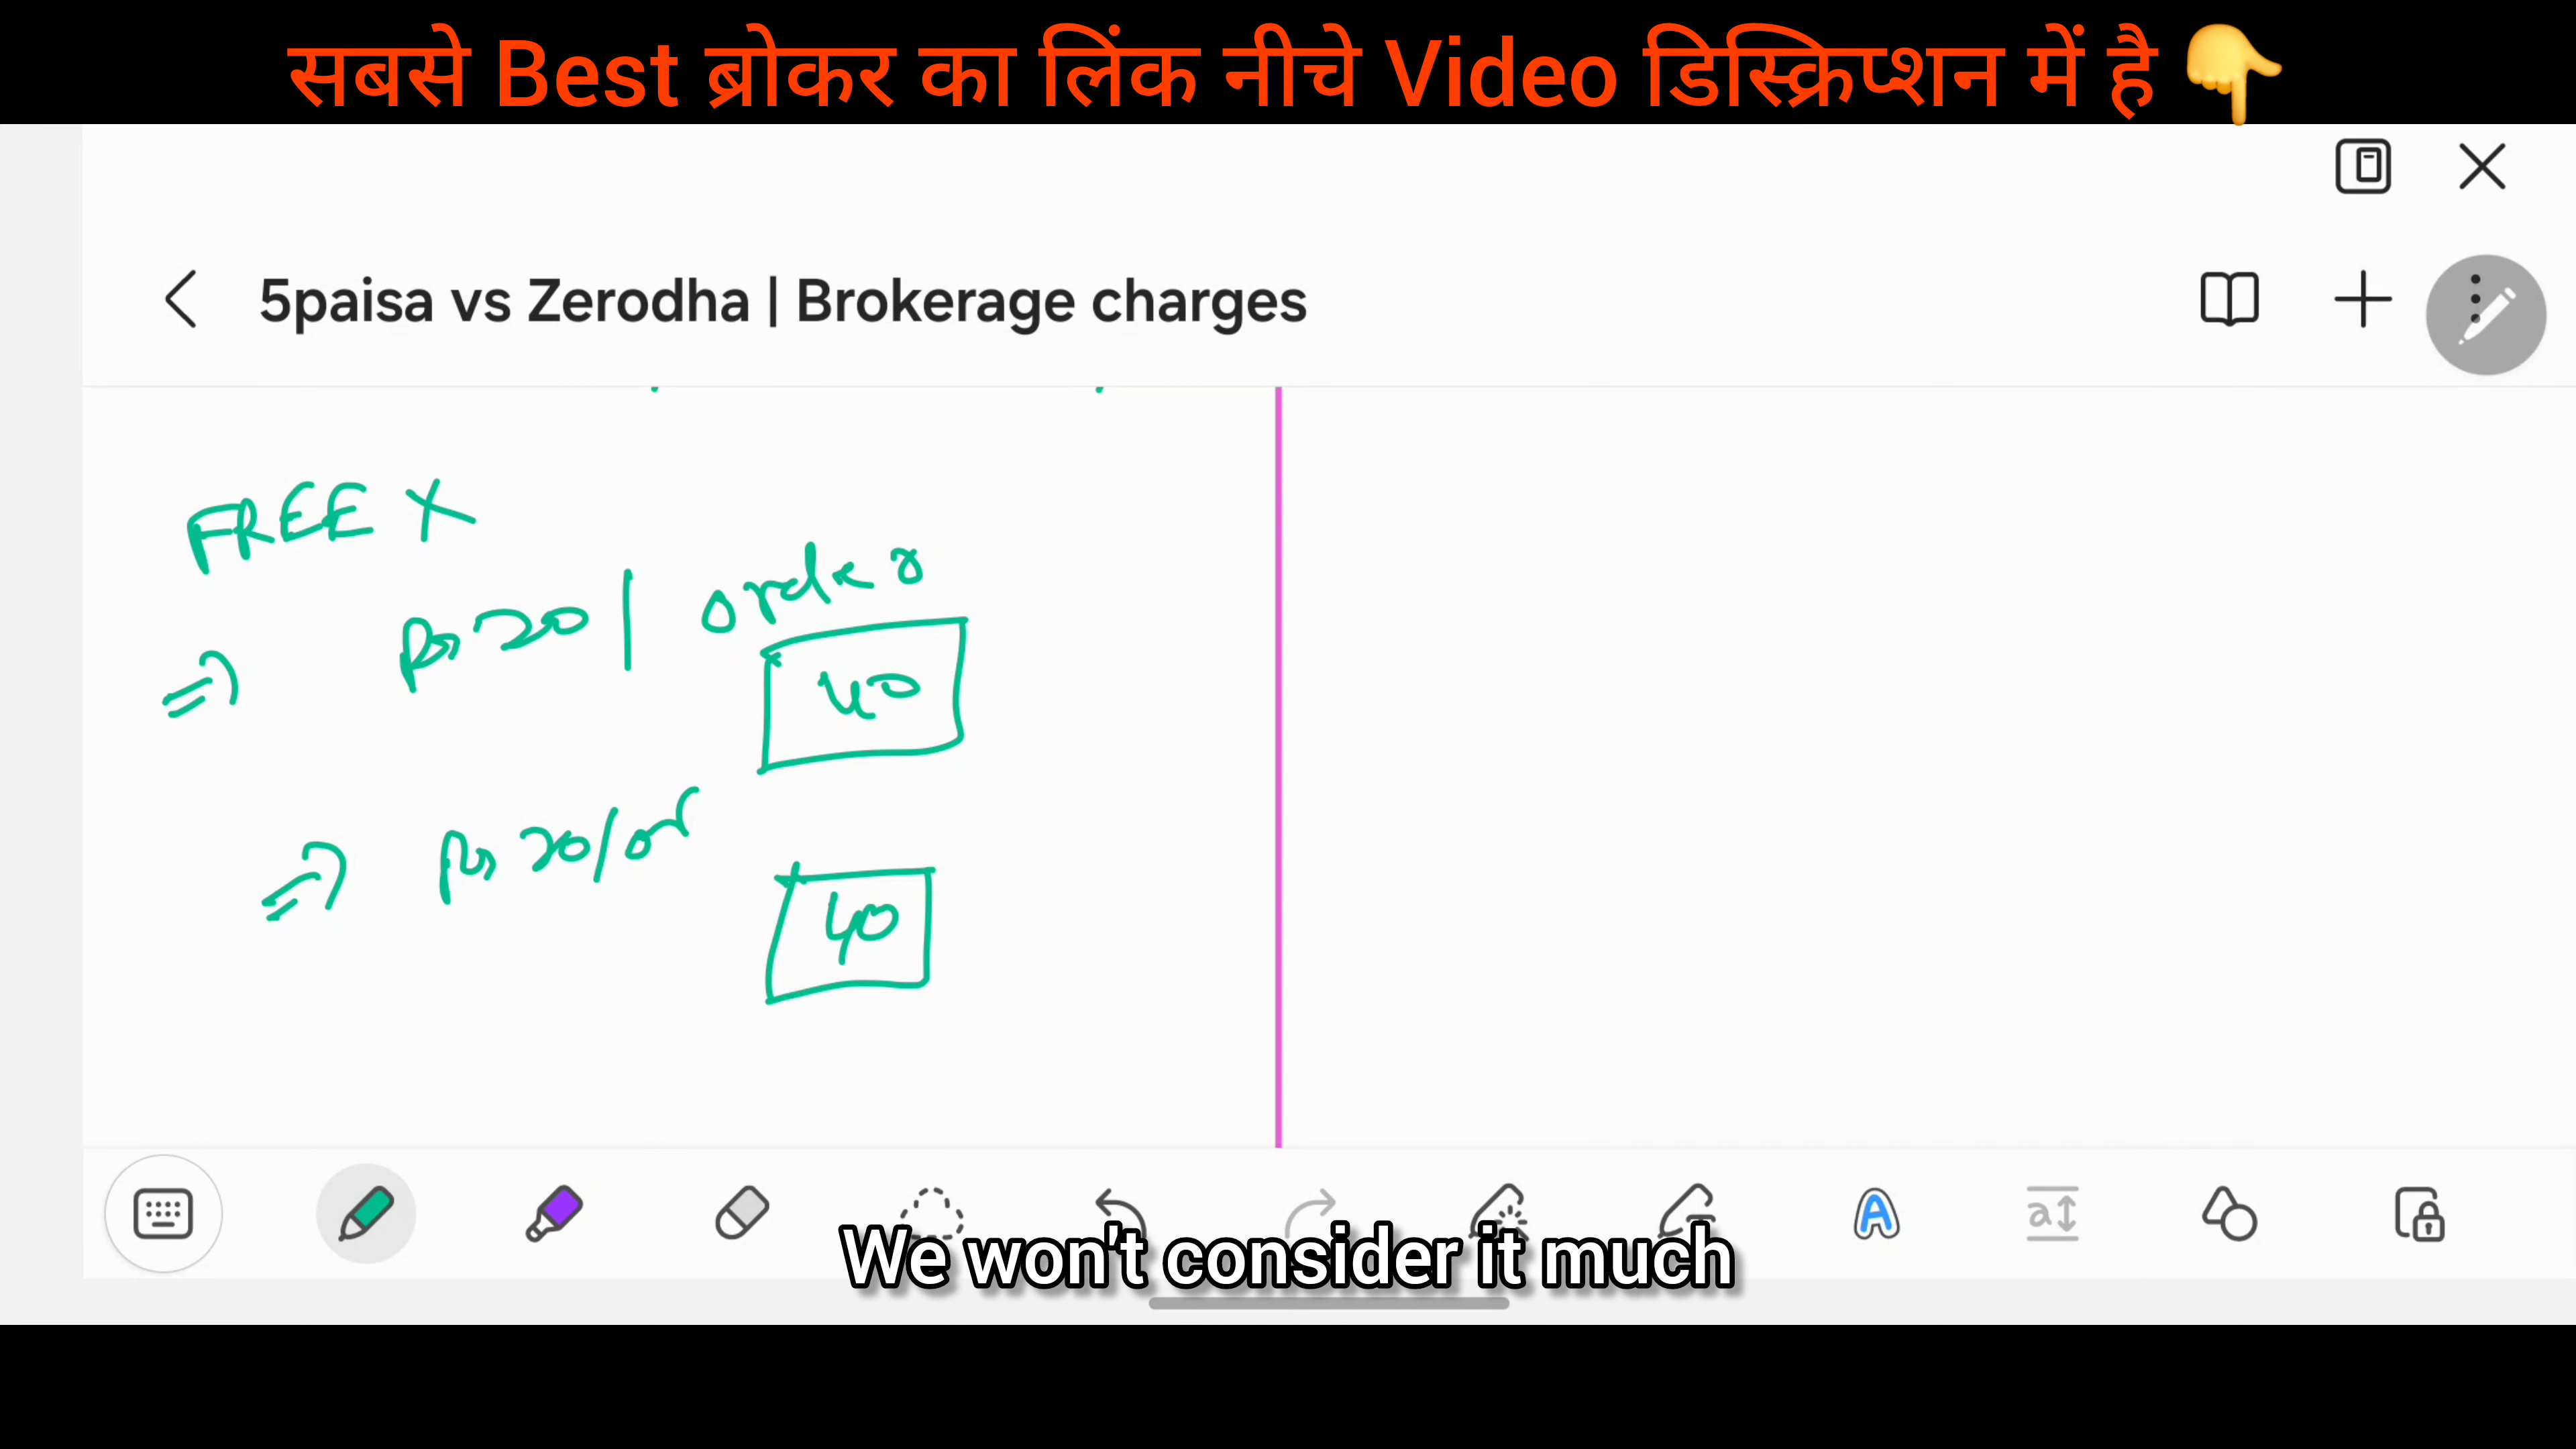 सबसे Best ब्रोकर का लिंक नीचे Video डिस्क्रिप्शन में है 👇
5paisa vs Zerodha | Brokerage charges
FREE X
⇒ Rs 20 | order
40
⇒ Rs 20/or
40
We won't consider it much